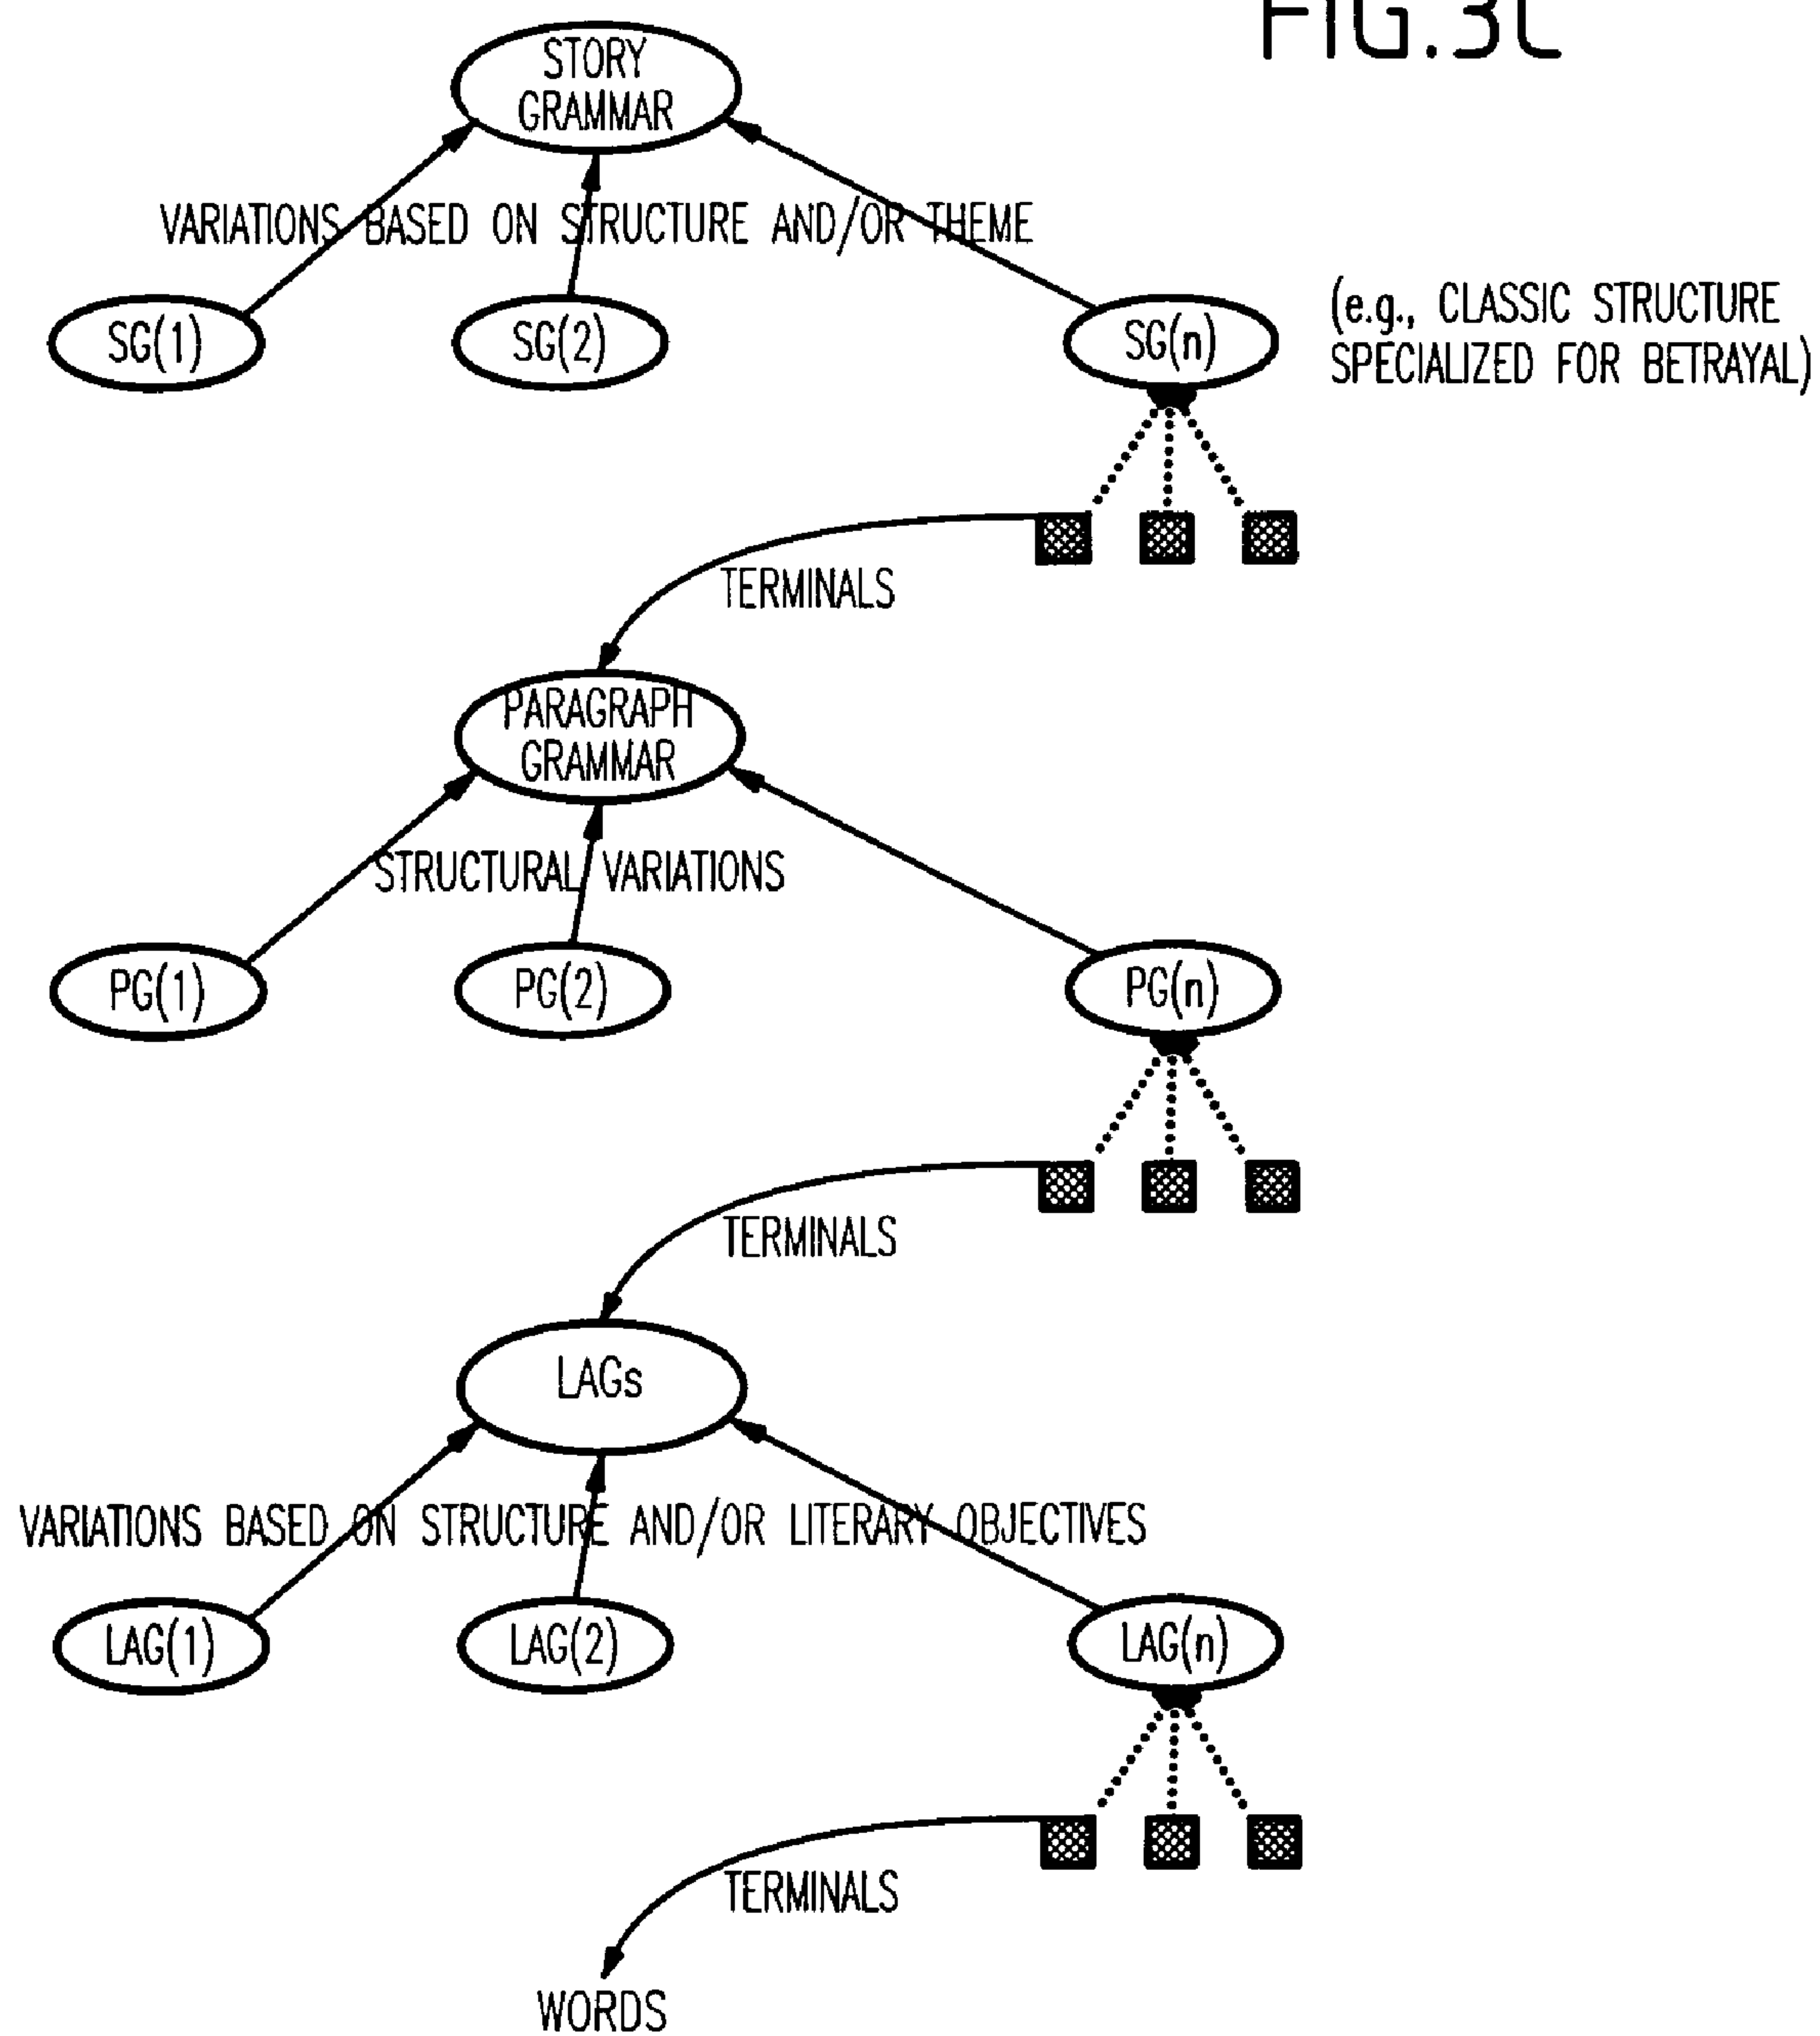 FIG.3C
STORY
GRAMMAR
VARIATIONS BASED ON STRUCTURE AND/OR THEME
SG(1)
SG(2)
SG(n)
(e.g., CLASSIC STRUCTURE
SPECIALIZED FOR BETRAYAL)
TERMINALS
PARAGRAPH
GRAMMAR
STRUCTURAL VARIATIONS
PG(1)
PG(2)
PG(n)
TERMINALS
LAGs
VARIATIONS BASED ON STRUCTURE AND/OR LITERARY OBJECTIVES
LAG(1)
LAG(2)
LAG(n)
TERMINALS
WORDS